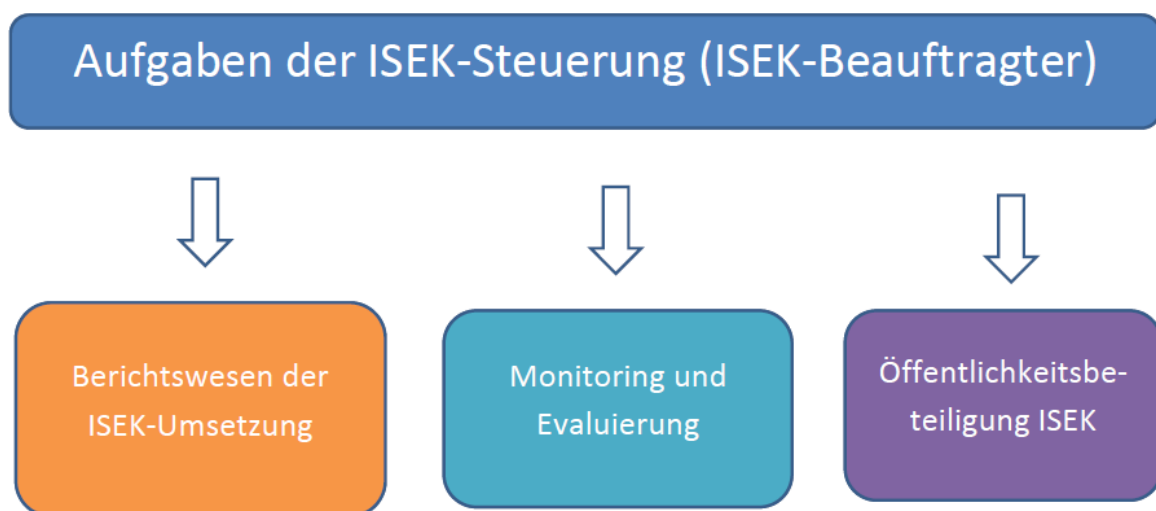 Aufgaben der ISEK-Steuerung (ISEK-Beauftragter)
Berichtswesen der
ISEK-Umsetzung
Monitoring und
Evaluierung
Öffentlichkeitsbe-
teiligung ISEK